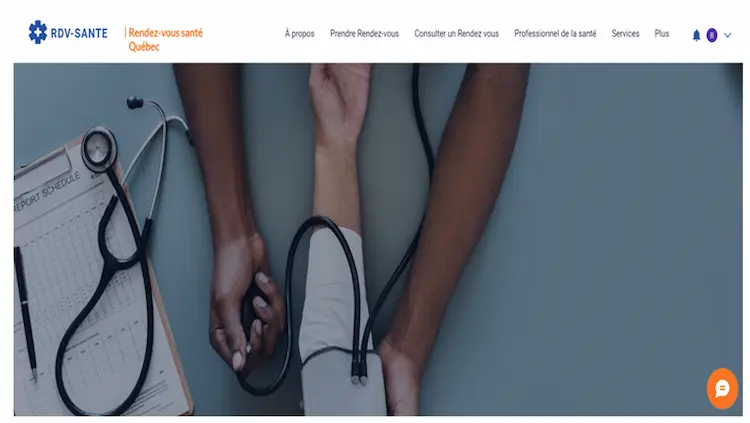 RDV-SANTE
| Rendez-vous santé
Québec
À propos
Prendre Rendez-vous
Consulter un Rendez vous
Professionnel de la santé
Services
Plus
REPORT SCHEDULE